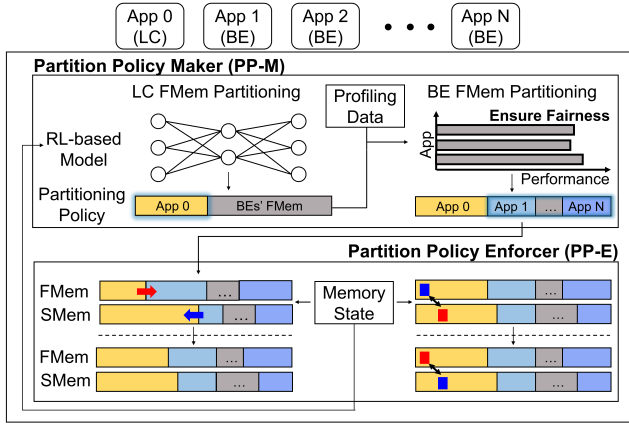 App 0
(LC)
App 1
(BE)
App 2
(BE)
• • •
App N
(BE)
Partition Policy Maker (PP-M)
LC FMem Partitioning
Profiling
Data
BE FMem Partitioning
RL-based
Model
Ensure Fairness
App
Performance
Partitioning
Policy
App 0
BEs' FMem
App 0
App 1
...
App N
Partition Policy Enforcer (PP-E)
FMem
...
SMem
...
Memory
State
...
...
FMem
...
SMem
...
...
...